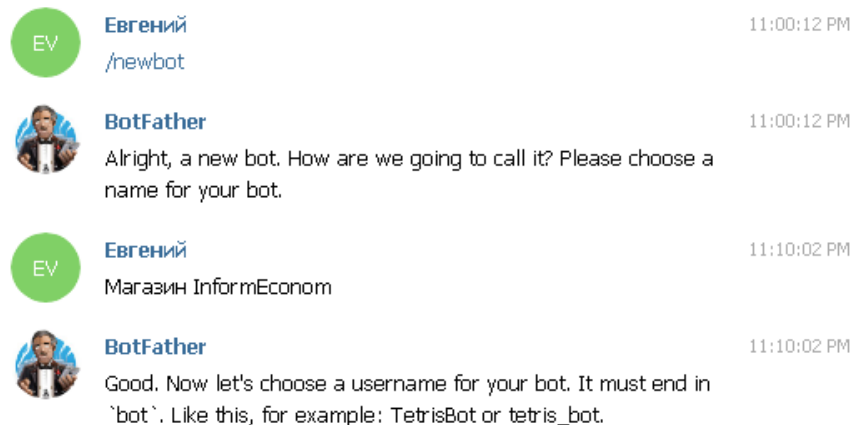 EV
Евгений
11:00:12 PM
/newbot
BotFather
11:00:12 PM
Alright, a new bot. How are we going to call it? Please choose a
name for your bot.
EV
Евгений
11:10:02 PM
Магазин InformEconom
BotFather
11:10:02 PM
Good. Now let's choose a username for your bot. It must end in
`bot`. Like this, for example: TetrisBot or tetris_bot.